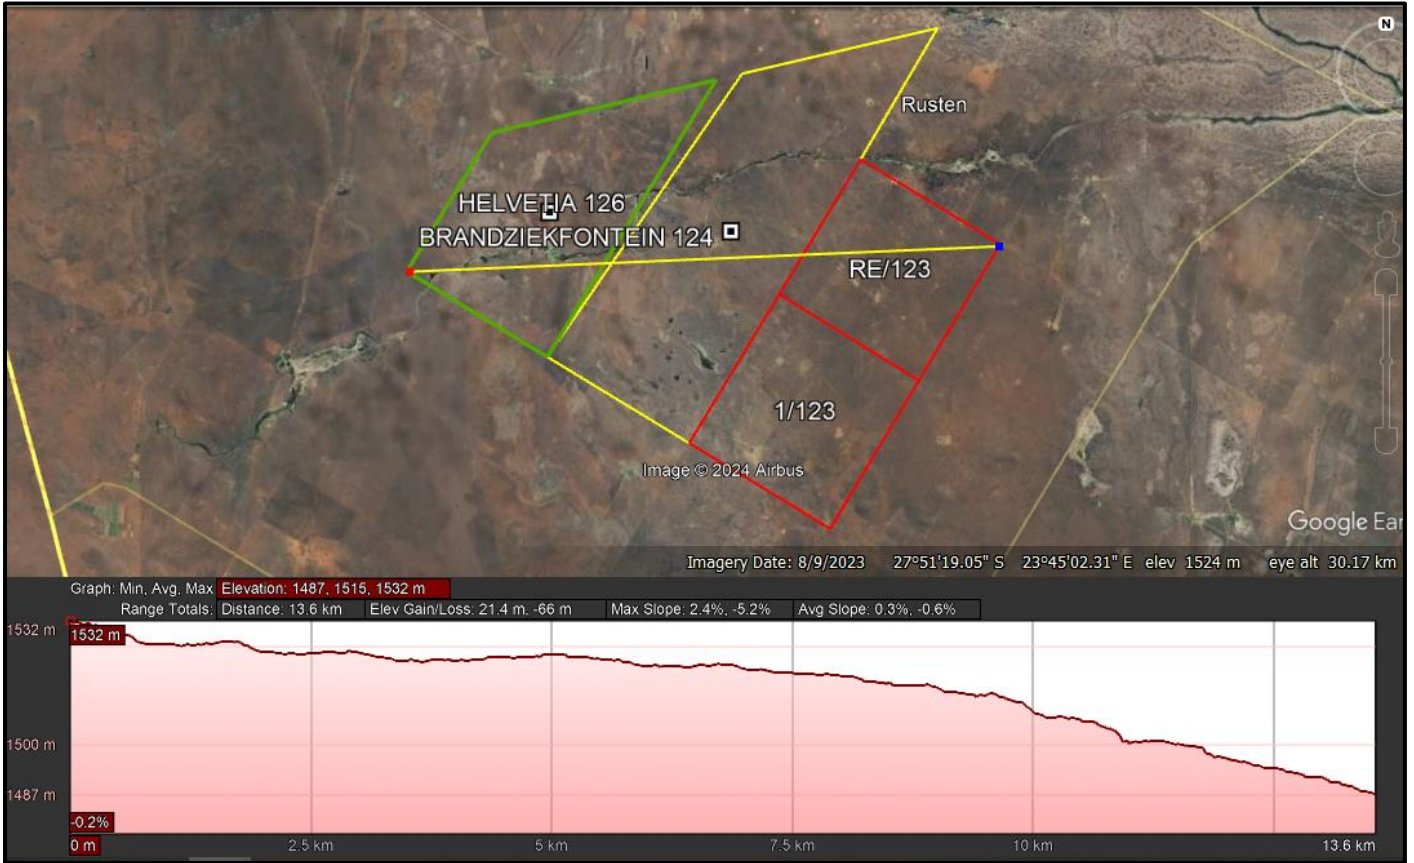 N
Rusten
HELVETIA 126
BRANDZIEKFONTEIN 124
RE/123
1/123
Image © 2024 Airbus
Google Ear
Imagery Date: 8/9/2023 27°51'19.05" S 23°45'02.31" E elev 1524 m eye alt 30.17 km
Graph: Min, Avg, Max Elevation: 1487, 1515, 1532 m
Range Totals: Distance: 13.6 km Elev Gain/Loss: 21.4 m, -66 m Max Slope: 2.4%, -5.2% Avg Slope: 0.3%, -0.6%
1532 m 1532 m
1500 m
1487 m
-0.2%
0 m 2.5 km 5 km 7.5 km 10 km 13.6 km